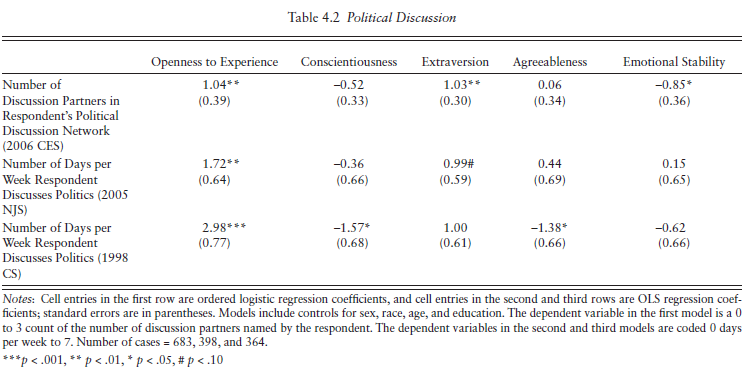 Table 4.2 Political Discussion
Openness to Experience Conscientiousness Extraversion Agreeableness Emotional Stability
Number of 1.04** –0.52 1.03** 0.06 –0.85*
Discussion Partners in (0.39) (0.33) (0.30) (0.34) (0.36)
Respondent's Political
Discussion Network
(2006 CES)
Number of Days per 1.72** –0.36 0.99# 0.44 0.15
Week Respondent (0.64) (0.66) (0.59) (0.69) (0.65)
Discusses Politics (2005
NJS)
Number of Days per 2.98*** –1.57* 1.00 –1.38* –0.62
Week Respondent (0.77) (0.68) (0.61) (0.66) (0.66)
Discusses Politics (1998
CS)
Notes: Cell entries in the first row are ordered logistic regression coefficients, and cell entries in the second and third rows are OLS regression coef-
ficients; standard errors are in parentheses. Models include controls for sex, race, age, and education. The dependent variable in the first model is a 0
to 3 count of the number of discussion partners named by the respondent. The dependent variables in the second and third models are coded 0 days
per week to 7. Number of cases = 683, 398, and 364.
***p < .001, ** p < .01, * p < .05, # p < .10